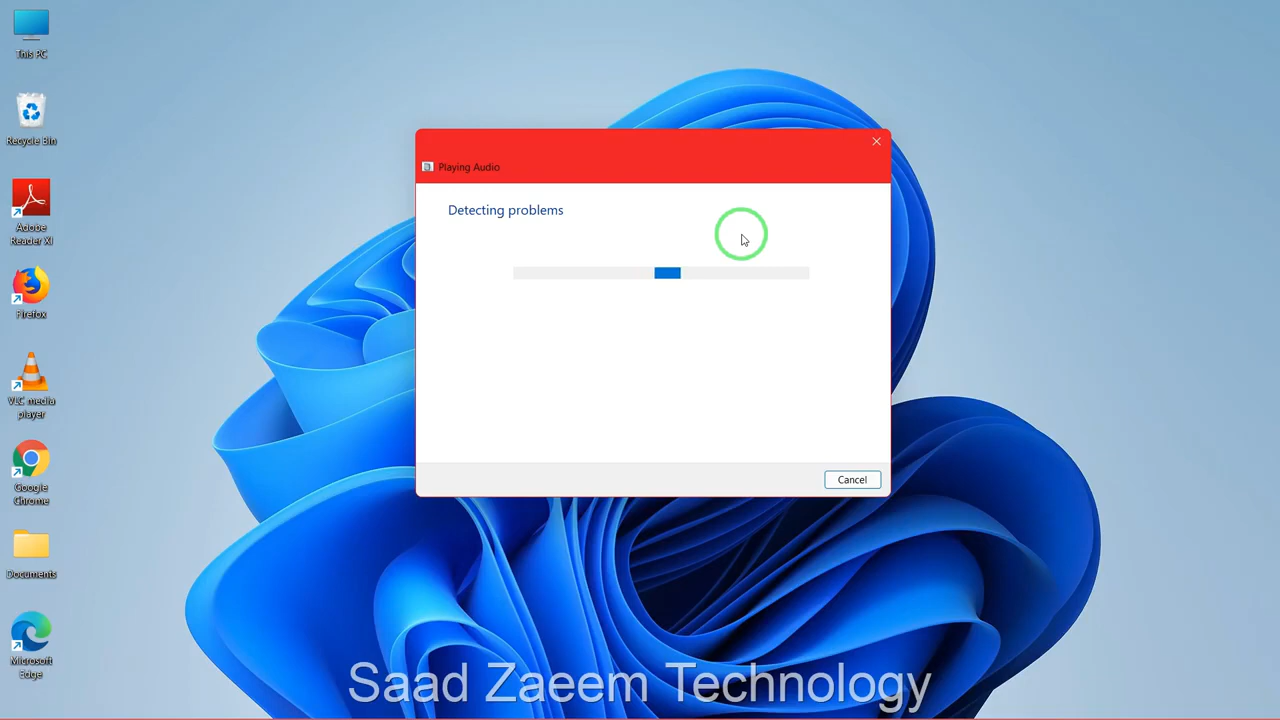 This PC
Recycle Bin
Adobe
Reader XI
Firefox
VLC media
player
Google
Chrome
Documents
Microsoft
Edge
Playing Audio
Detecting problems
Cancel
Saad Zaeem Technology